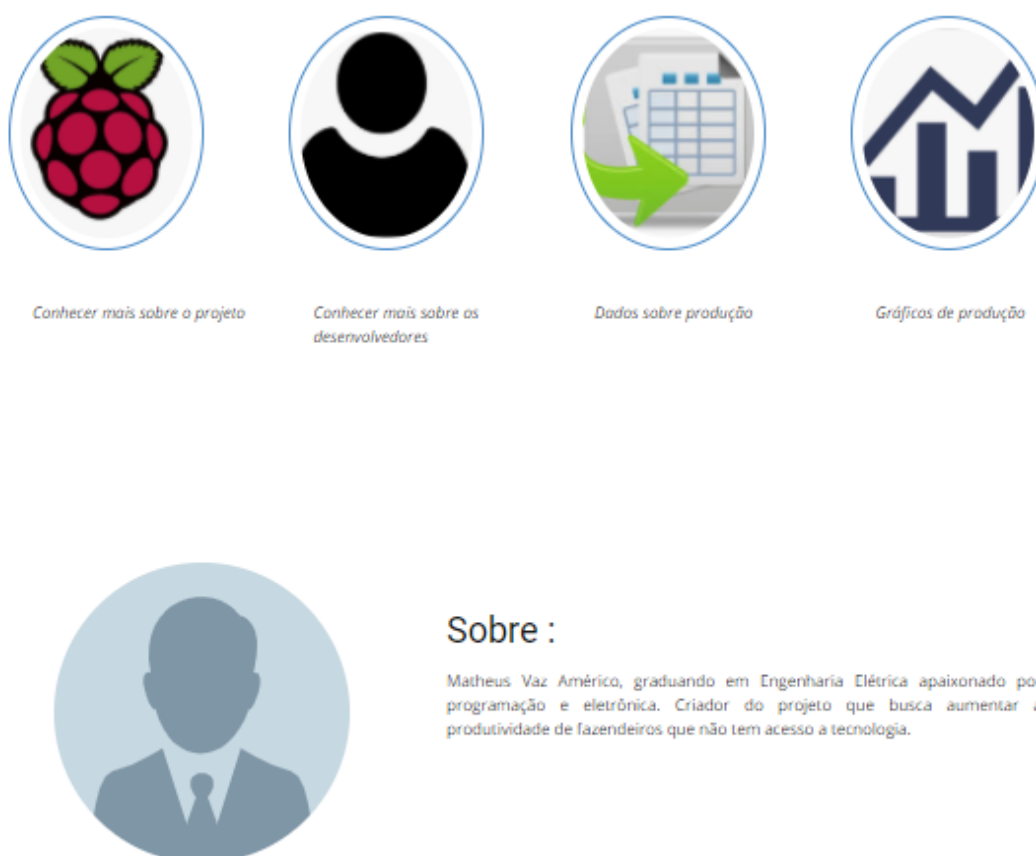 Conhecer mais sobre o projeto
Conhecer mais sobre os
desenvolvedores
Dados sobre produção
Gráficos de produção
Sobre :
Matheus Vaz Américo, graduando em Engenharia Elétrica apaixonado po
programação e eletrônica. Criador do projeto que busca aumentar a
produtividade de fazendeiros que não tem acesso a tecnologia.